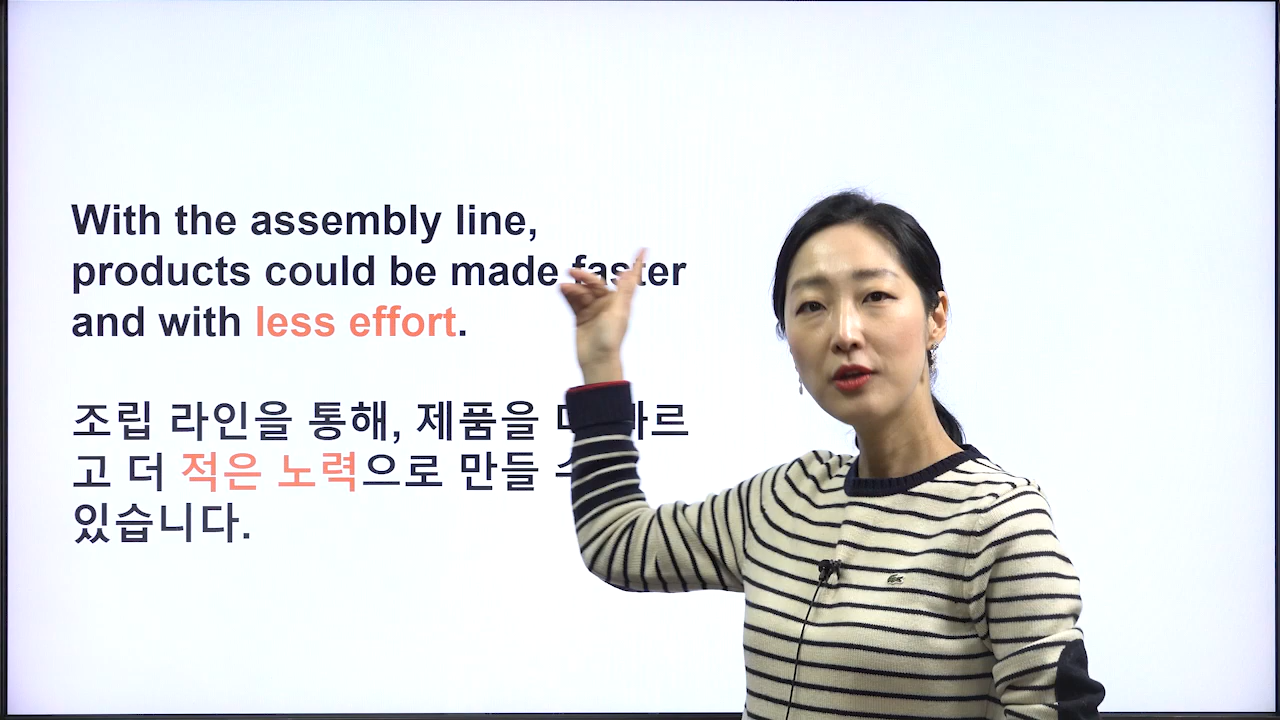 With the assembly line,
products could be made faster
and with less effort.
조립 라인을 통해, 제품을
고 더 적은 노력으로 만들
있습니다.